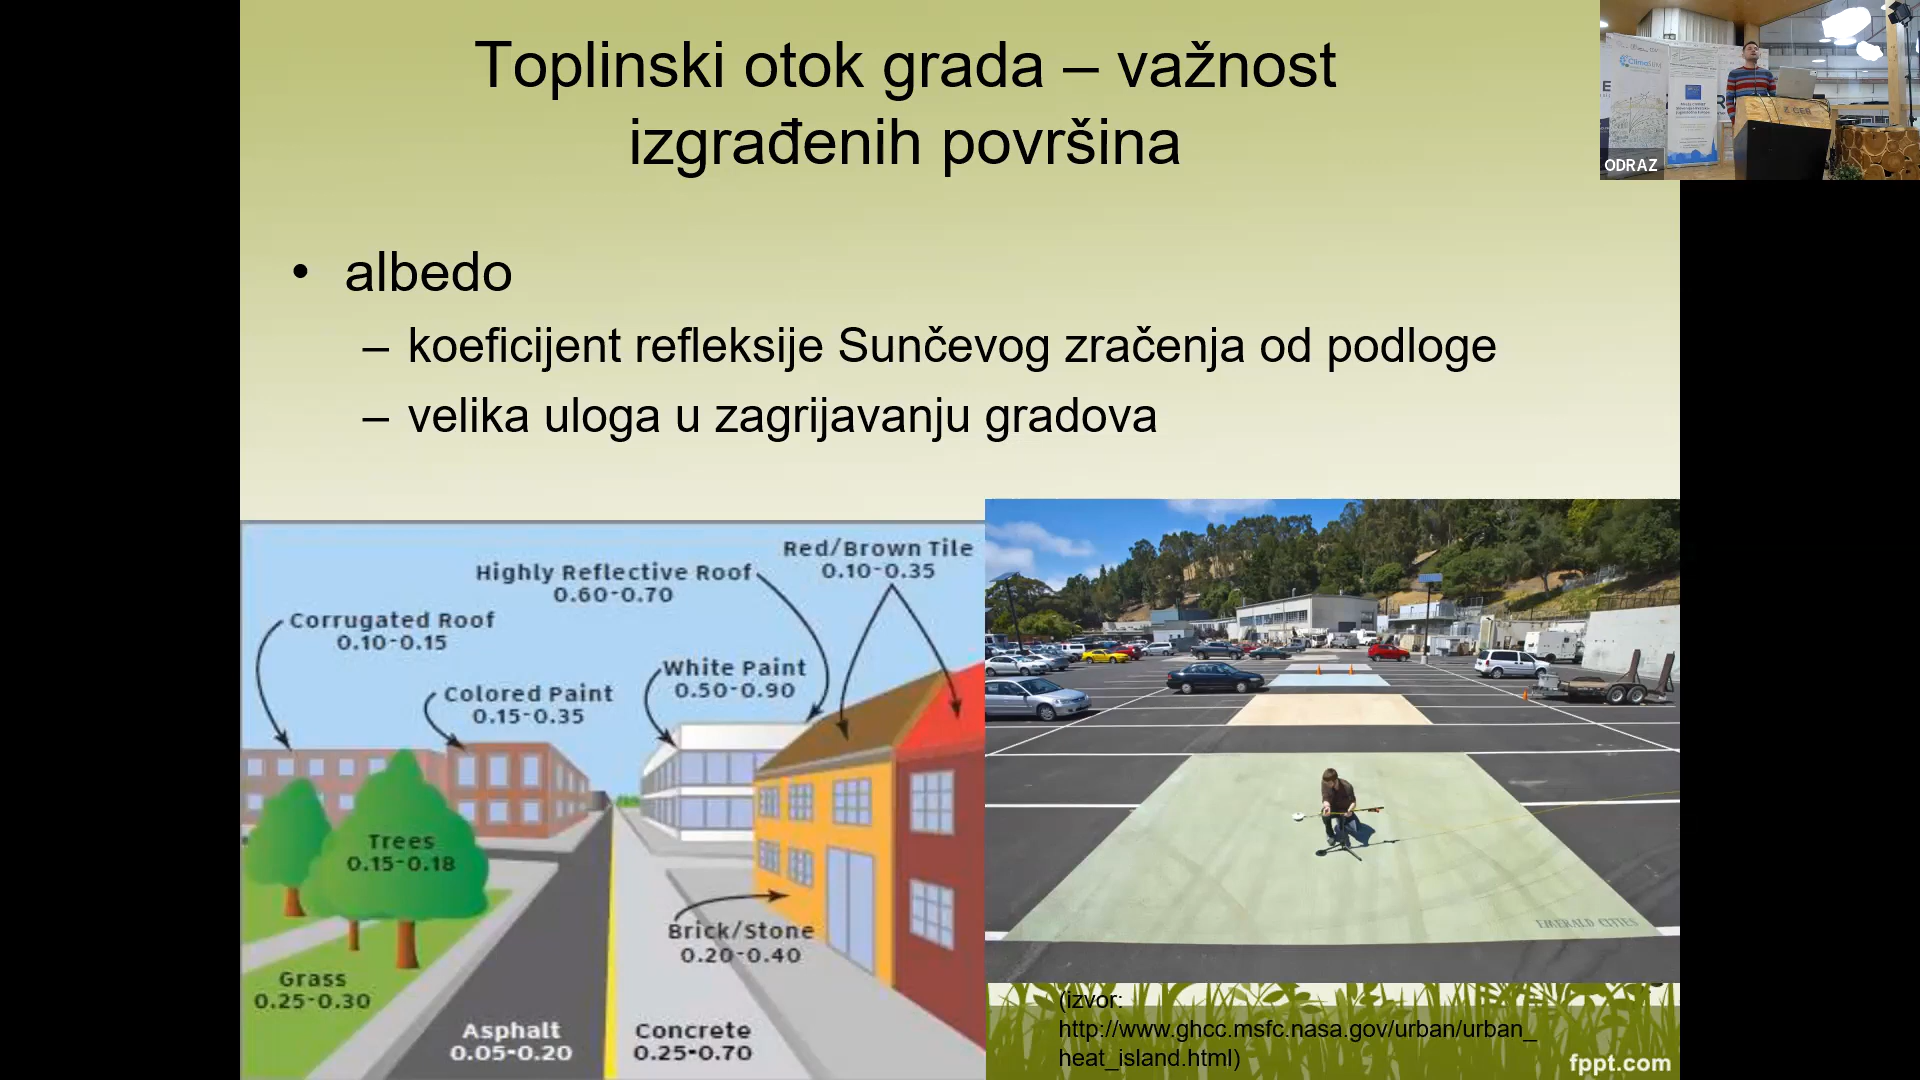 Toplinski otok grada – važnost
izgrađenih površina
• albedo
– koeficijent refleksije Sunčevog zračenja od podloge
– velika uloga u zagrijavanju gradova
Red/Brown Tile
0.10-0.35
Highly Reflective Roof
0.60-0.70
Corrugated Roof
0.10-0.15
White Paint
0.50-0.90
Colored Paint
0.15-0.35
Trees
0.15-0.18
Brick/Stone
0.20-0.40
Grass
0.25-0.30
Asphalt
0.05-0.20
Concrete
0.25-0.70
EMERALD CITIES
(izvor:
http://www.ghcc.msfc.nasa.gov/urban/urban_
heat_island.html)
fppt.com
ODRAZ